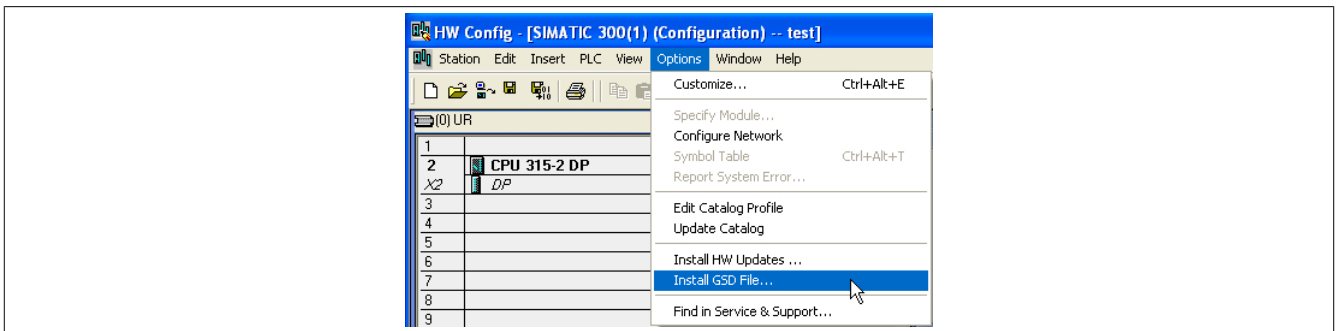 HW Config - [SIMATIC 300(1) (Configuration) -- test]
Station Edit Insert PLC View Options Window Help
Customize... Ctrl+Alt+E
Specify Module...
Configure Network
Symbol Table Ctrl+Alt+T
Report System Error...
Edit Catalog Profile
Update Catalog
Install HW Updates ...
Install GSD File...
Find in Service & Support...
(0) UR
1
2 CPU 315-2 DP
X2 DP
3
4
5
6
7
8
9